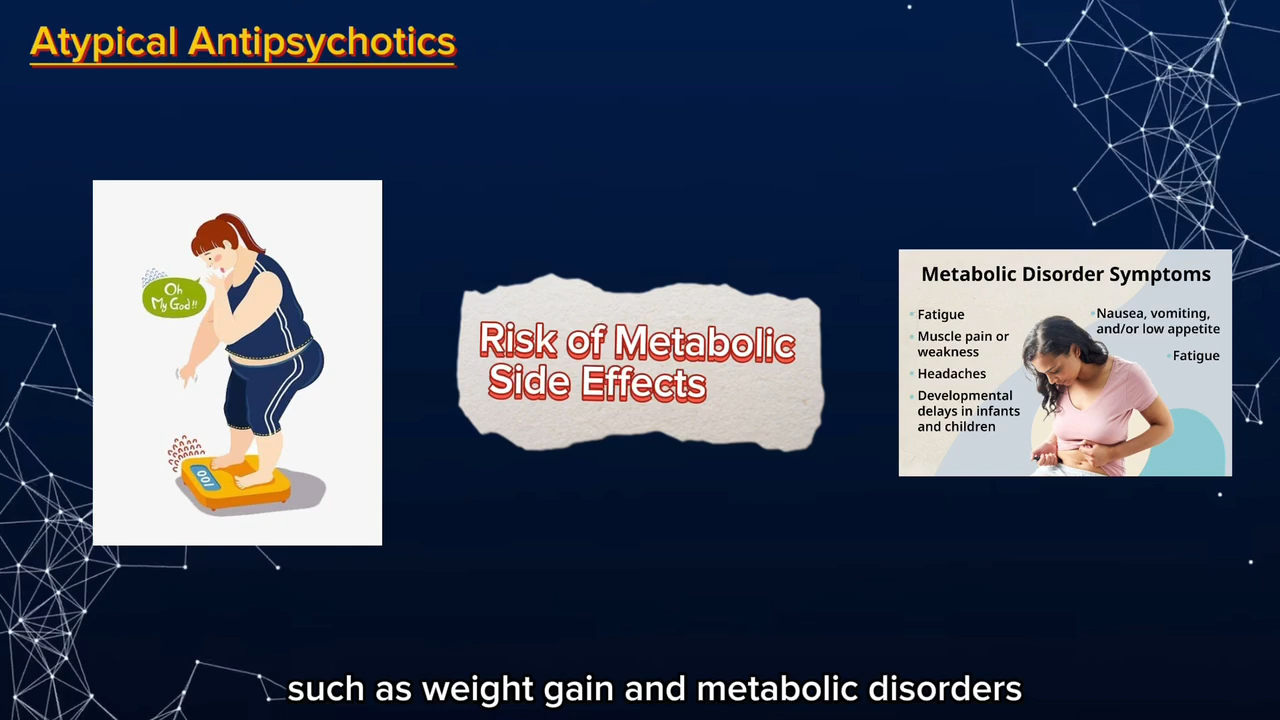 Atypical Antipsychotics
Oh
My God!!
001
Risk of Metabolic
Side Effects
Metabolic Disorder Symptoms
Fatigue
Muscle pain or
weakness
Headaches
Developmental
delays in infants
and children
Nausea, vomiting,
and/or low appetite
Fatigue
such as weight gain and metabolic disorders